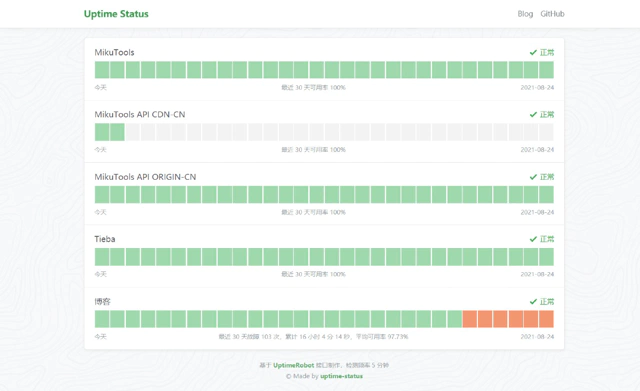 Uptime Status
Blog GitHub
MikuTools ✔ 正常
今天 最近 30 天可用率 100% 2021-08-24
MikuTools API CDN-CN ✔ 正常
今天 最近 30 天可用率 100% 2021-08-24
MikuTools API ORIGIN-CN ✔ 正常
今天 最近 30 天可用率 100% 2021-08-24
Tieba ✔ 正常
今天 最近 30 天可用率 100% 2021-08-24
博客 ✔ 正常
今天 最近 30 天故障 103 次，累计 16 小时 4 分 14 秒，平均可用率 97.73% 2021-08-24
基于 UptimeRobot 接口制作，检测频率 5 分钟
© Made by uptime-status